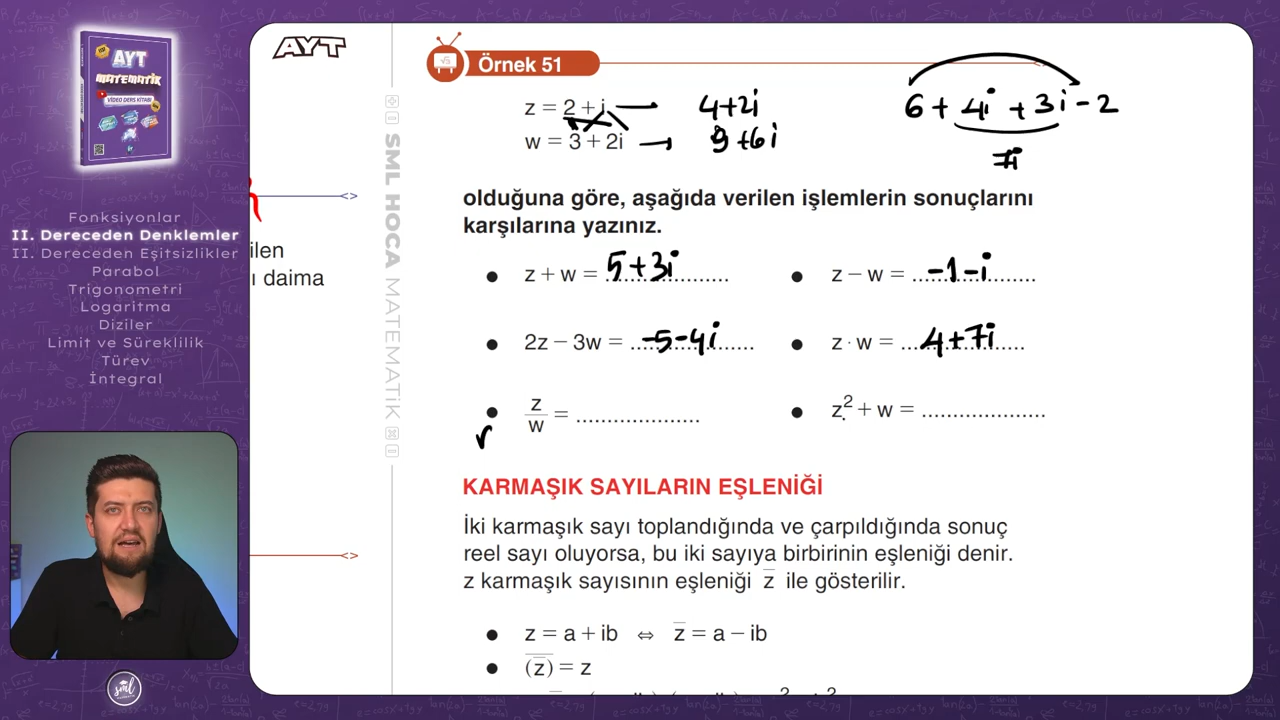 AYT
MATEMATİK
VİDEO DERS KİTABI
Fonksiyonlar
II. Dereceden Denklemler
II. Dereceden Eşitsizlikler
Parabol
Trigonometri
Logaritma
Diziler
Limit ve Süreklilik
Türev
İntegral
sml
AYT
ilen
ı daima
SML HOCA MATEMATİK
Örnek 51
z = 2 + i → 4+2i
w = 3 + 2i → 9+6i
6 + 4i + 3i - 2
7i
olduğuna göre, aşağıda verilen işlemlerin sonuçlarını
karşılarına yazınız.
• z + w = 5+3i
• z − w = -1-i
• 2z − 3w = -5-4i
• z · w = 4+7i
• z/w = ....................
• z² + w = ....................
KARMAŞIK SAYILARIN EŞLENİĞİ
İki karmaşık sayı toplandığında ve çarpıldığında sonuç
reel sayı oluyorsa, bu iki sayıya birbirinin eşleniği denir.
z karmaşık sayısının eşleniği z̅ ile gösterilir.
• z = a + ib ⇔ z̅ = a − ib
• (z̅)̅ = z